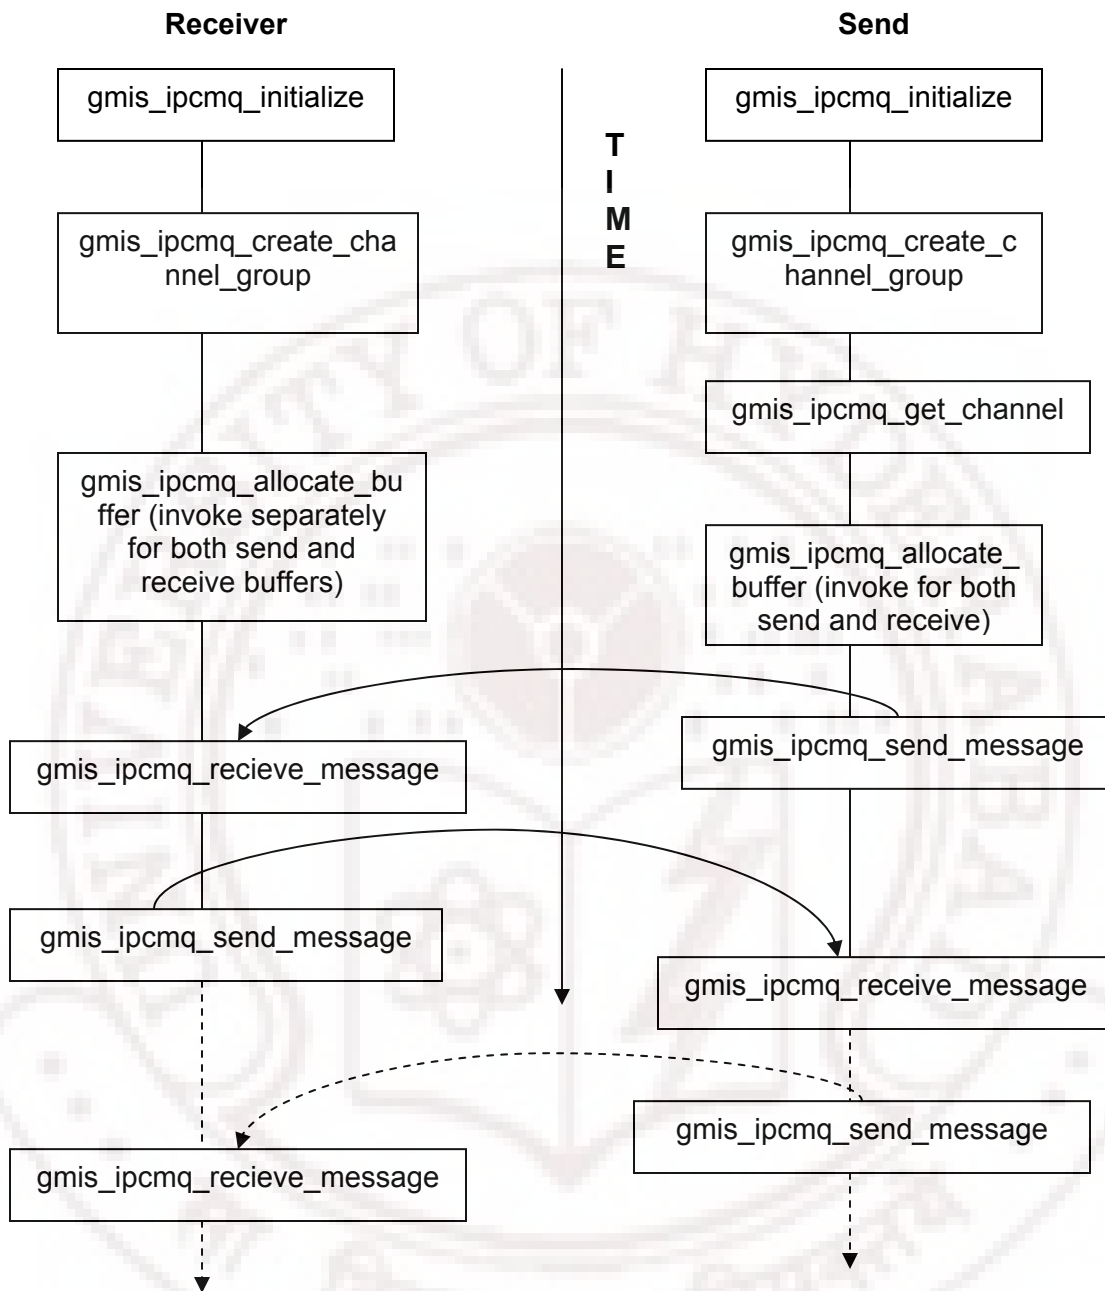 Receiver
Send
gmis_ipcmq_initialize
gmis_ipcmq_initialize
T
I
M
E
gmis_ipcmq_create_cha
nnel_group
gmis_ipcmq_create_c
hannel_group
gmis_ipcmq_get_channel
gmis_ipcmq_allocate_bu
ffer (invoke separately
for both send and
receive buffers)
gmis_ipcmq_allocate_
buffer (invoke for both
send and receive)
gmis_ipcmq_send_message
gmis_ipcmq_recieve_message
gmis_ipcmq_send_message
gmis_ipcmq_receive_message
gmis_ipcmq_send_message
gmis_ipcmq_recieve_message